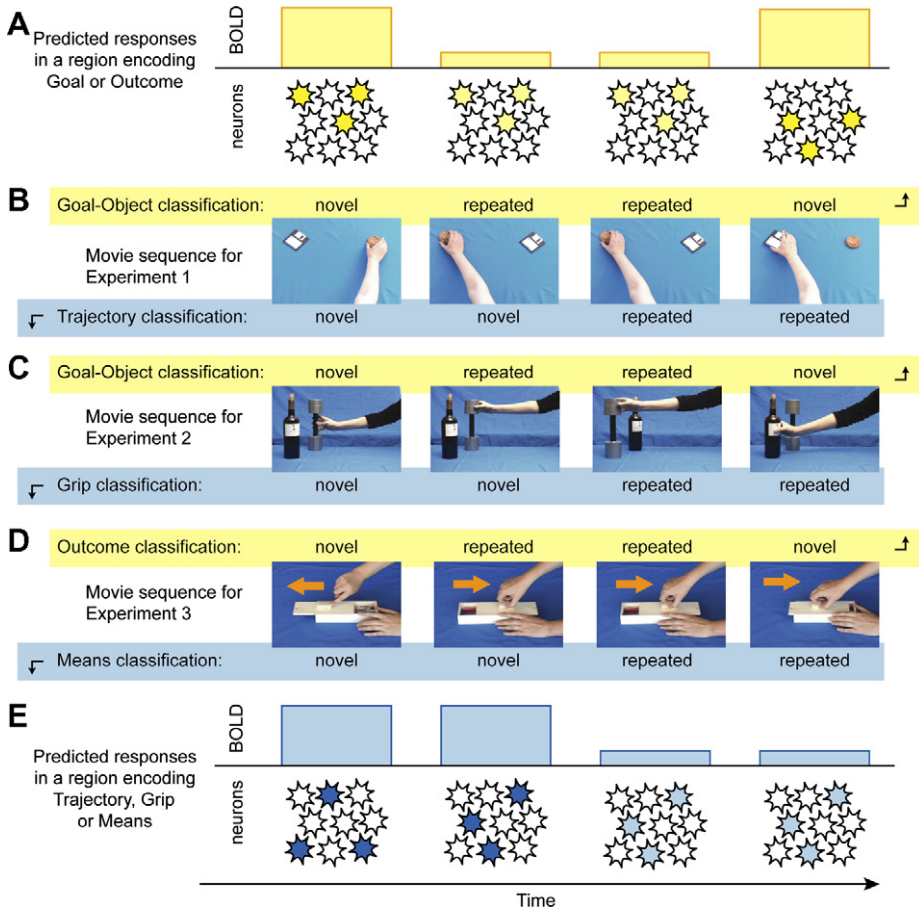 A
Predicted responses
in a region encoding
Goal or Outcome
BOLD
neurons
B
Goal-Object classification: novel repeated repeated novel
Movie sequence for
Experiment 1
Trajectory classification: novel novel repeated repeated
C
Goal-Object classification: novel repeated repeated novel
Movie sequence for
Experiment 2
Grip classification: novel novel repeated repeated
D
Outcome classification: novel repeated repeated novel
Movie sequence for
Experiment 3
Means classification: novel novel repeated repeated
E
Predicted responses
in a region encoding
Trajectory, Grip
or Means
BOLD
neurons
Time